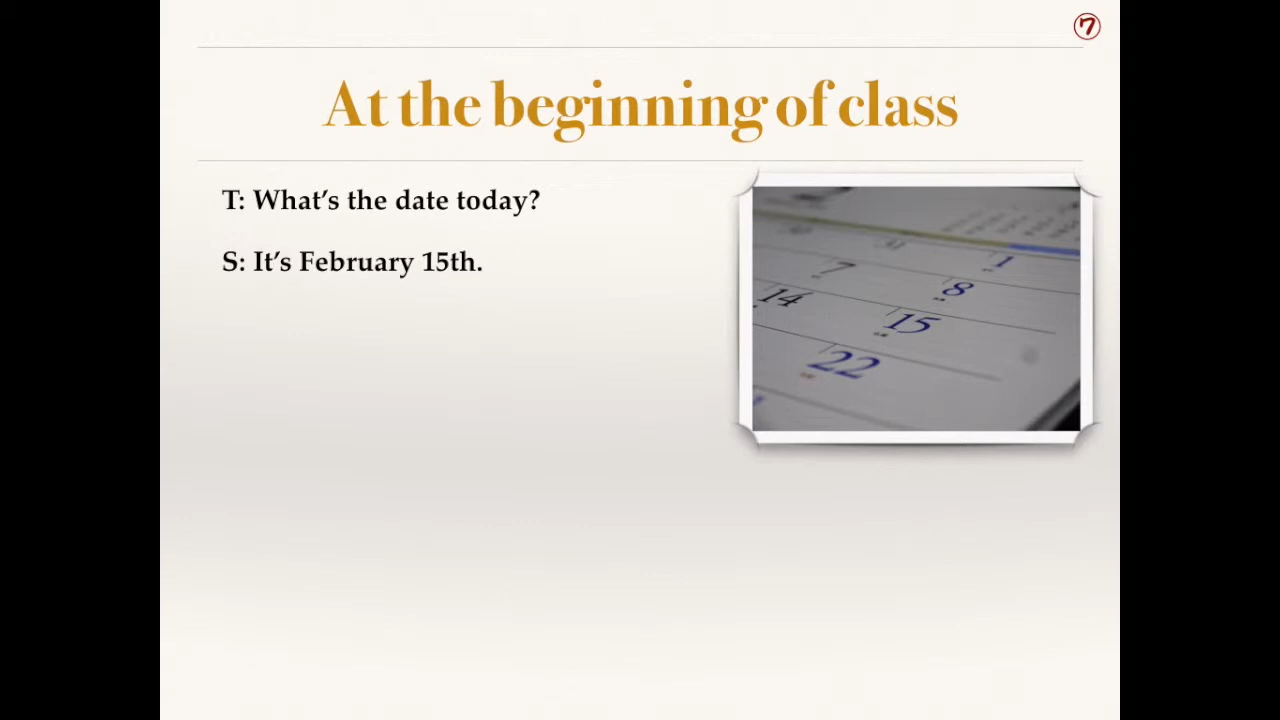 ⑦
At the beginning of class
T: What’s the date today?
S: It’s February 15th.
1
7
8
14
15
22